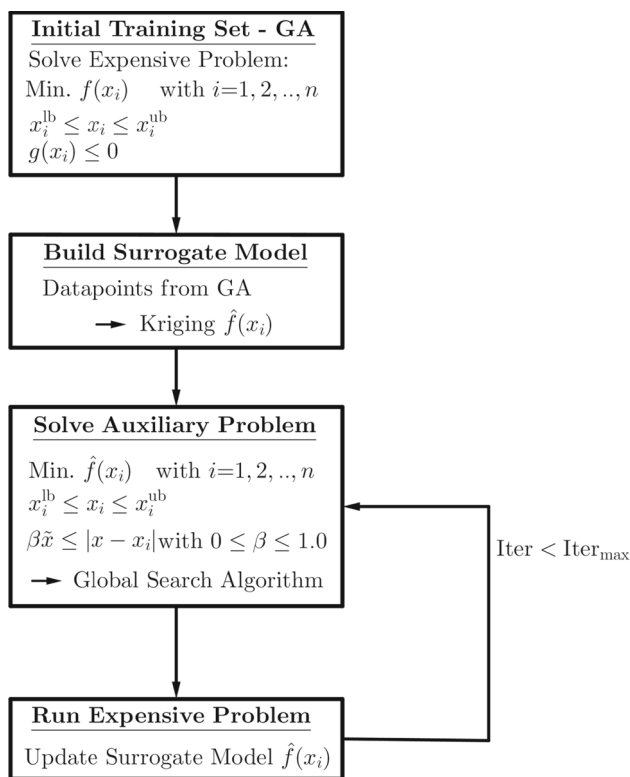 Initial Training Set - GA
Solve Expensive Problem:
Min. f(xᵢ) with i=1, 2, .., n
xᵢˡᵇ ≤ xᵢ ≤ xᵢᵘᵇ
g(xᵢ) ≤ 0
Build Surrogate Model
Datapoints from GA
→ Kriging f̂(xᵢ)
Solve Auxiliary Problem
Min. f̂(xᵢ) with i=1, 2, .., n
xᵢˡᵇ ≤ xᵢ ≤ xᵢᵘᵇ
βx̃ ≤ |x − xᵢ| with 0 ≤ β ≤ 1.0
→ Global Search Algorithm
Iter < Iterₘₐₓ
Run Expensive Problem
Update Surrogate Model f̂(xᵢ)